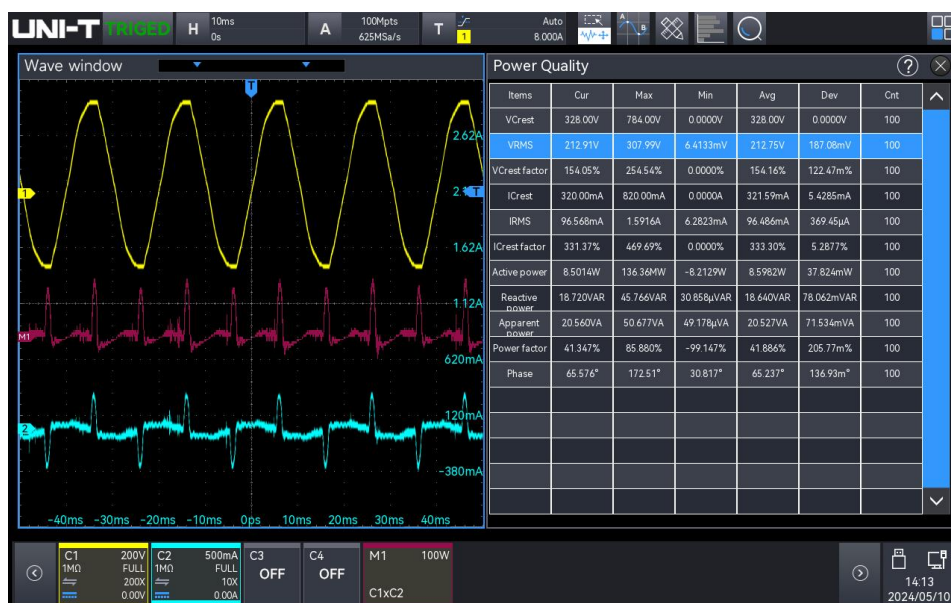 UNI-T TRIGED H 10ms 0s A 100Mpts 625MSa/s T 1 Auto 8.000A
Wave window
T
2.62A
1
T
1.62A
1.12A
M1
620mA
120mA
2
-380mA
-40ms -30ms -20ms -10ms 0ps 10ms 20ms 30ms 40ms
Power Quality ?
Items Cur Max Min Avg Dev Cnt
VCrest 328.00V 784.00V 0.0000V 328.00V 0.0000V 100
VRMS 212.91V 307.99V 6.4133mV 212.75V 187.08mV 100
VCrest factor 154.05% 254.54% 0.0000% 154.16% 122.47m% 100
ICrest 320.00mA 820.00mA 0.0000A 321.59mA 5.4285mA 100
IRMS 96.568mA 1.5916A 6.2823mA 96.486mA 369.45µA 100
ICrest factor 331.37% 469.69% 0.0000% 333.30% 5.2877% 100
Active power 8.5014W 136.36MW -8.2129W 8.5982W 37.824mW 100
Reactive power 18.720VAR 45.766VAR 30.858µVAR 18.640VAR 78.062mVAR 100
Apparent power 20.560VA 50.677VA 49.178µVA 20.527VA 71.534mVA 100
Power factor 41.347% 85.880% -99.147% 41.886% 205.77m% 100
Phase 65.576° 172.51° 30.817° 65.237° 136.93m° 100
C1 200V
1MΩ FULL
200X
0.00V
C2 500mA
1MΩ FULL
10X
0.00A
C3
OFF
C4
OFF
M1 100W
C1xC2
14:13
2024/05/10